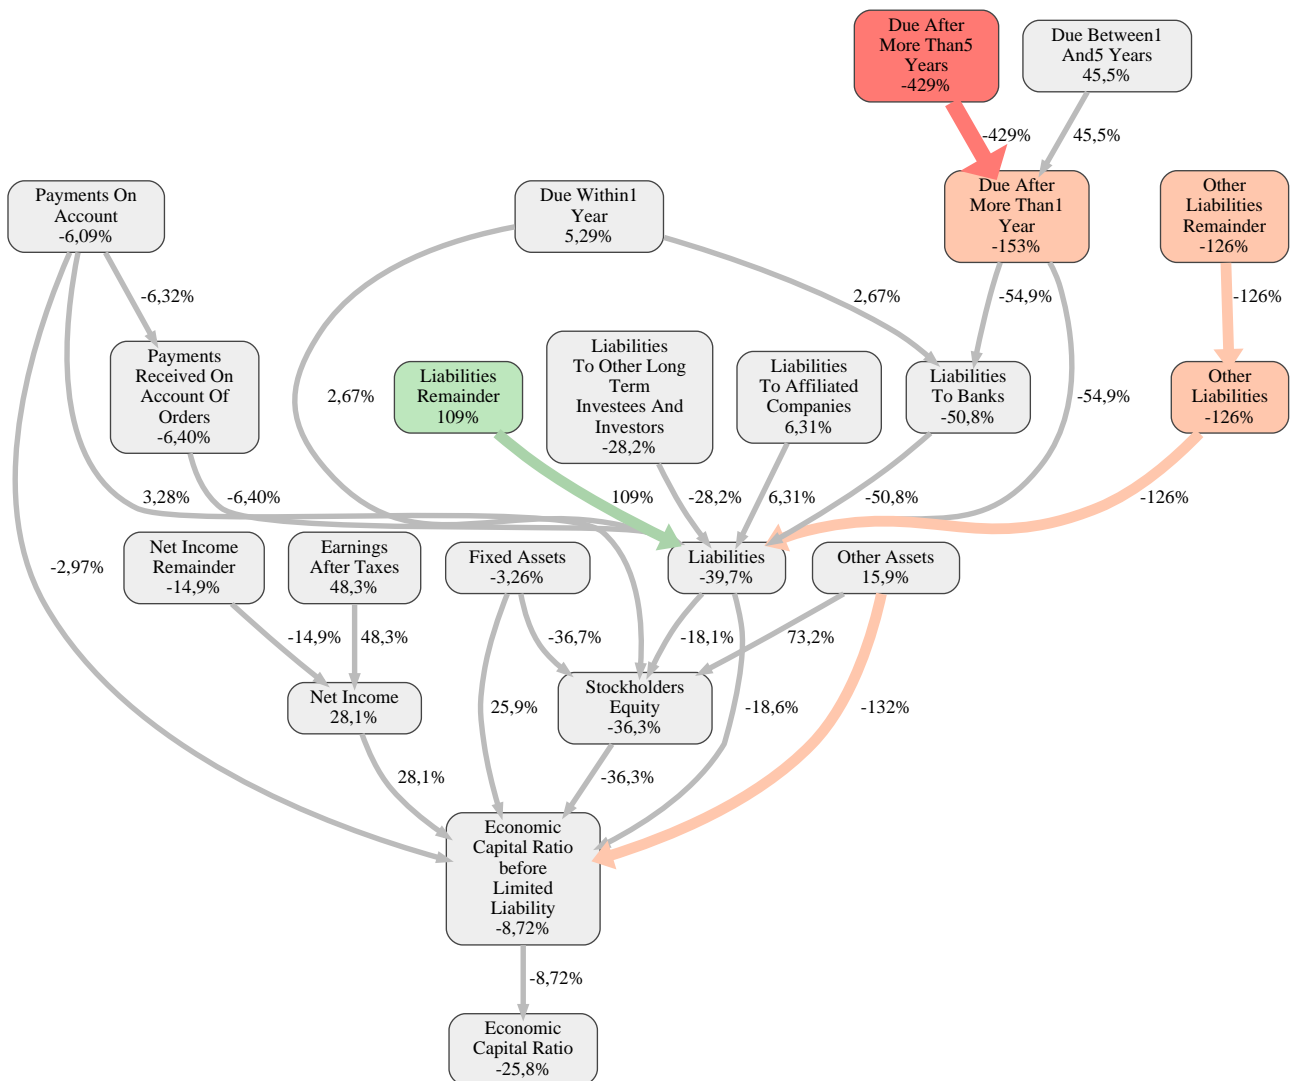 Due After
More Than5
Years
-429%
Due Between1
And5 Years
45,5%
-429%
45,5%
Payments On
Account
-6,09%
Due Within1
Year
5,29%
Due After
More Than1
Year
-153%
Other
Liabilities
Remainder
-126%
-6,32%
2,67%
-54,9%
-126%
Payments
Received On
Account Of
Orders
-6,40%
2,67%
Liabilities
Remainder
109%
Liabilities
To Other Long
Term
Investees And
Investors
-28,2%
Liabilities
To Affiliated
Companies
6,31%
Liabilities
To Banks
-50,8%
-54,9%
Other
Liabilities
-126%
3,28%
-6,40%
109%
-28,2%
6,31%
-50,8%
-126%
-2,97%
Net Income
Remainder
-14,9%
Earnings
After Taxes
48,3%
Fixed Assets
-3,26%
Liabilities
-39,7%
Other Assets
15,9%
-14,9%
48,3%
-36,7%
-18,1%
73,2%
Net Income
28,1%
25,9%
Stockholders
Equity
-36,3%
-18,6%
-132%
28,1%
-36,3%
Economic
Capital Ratio
before
Limited
Liability
-8,72%
-8,72%
Economic
Capital Ratio
-25,8%